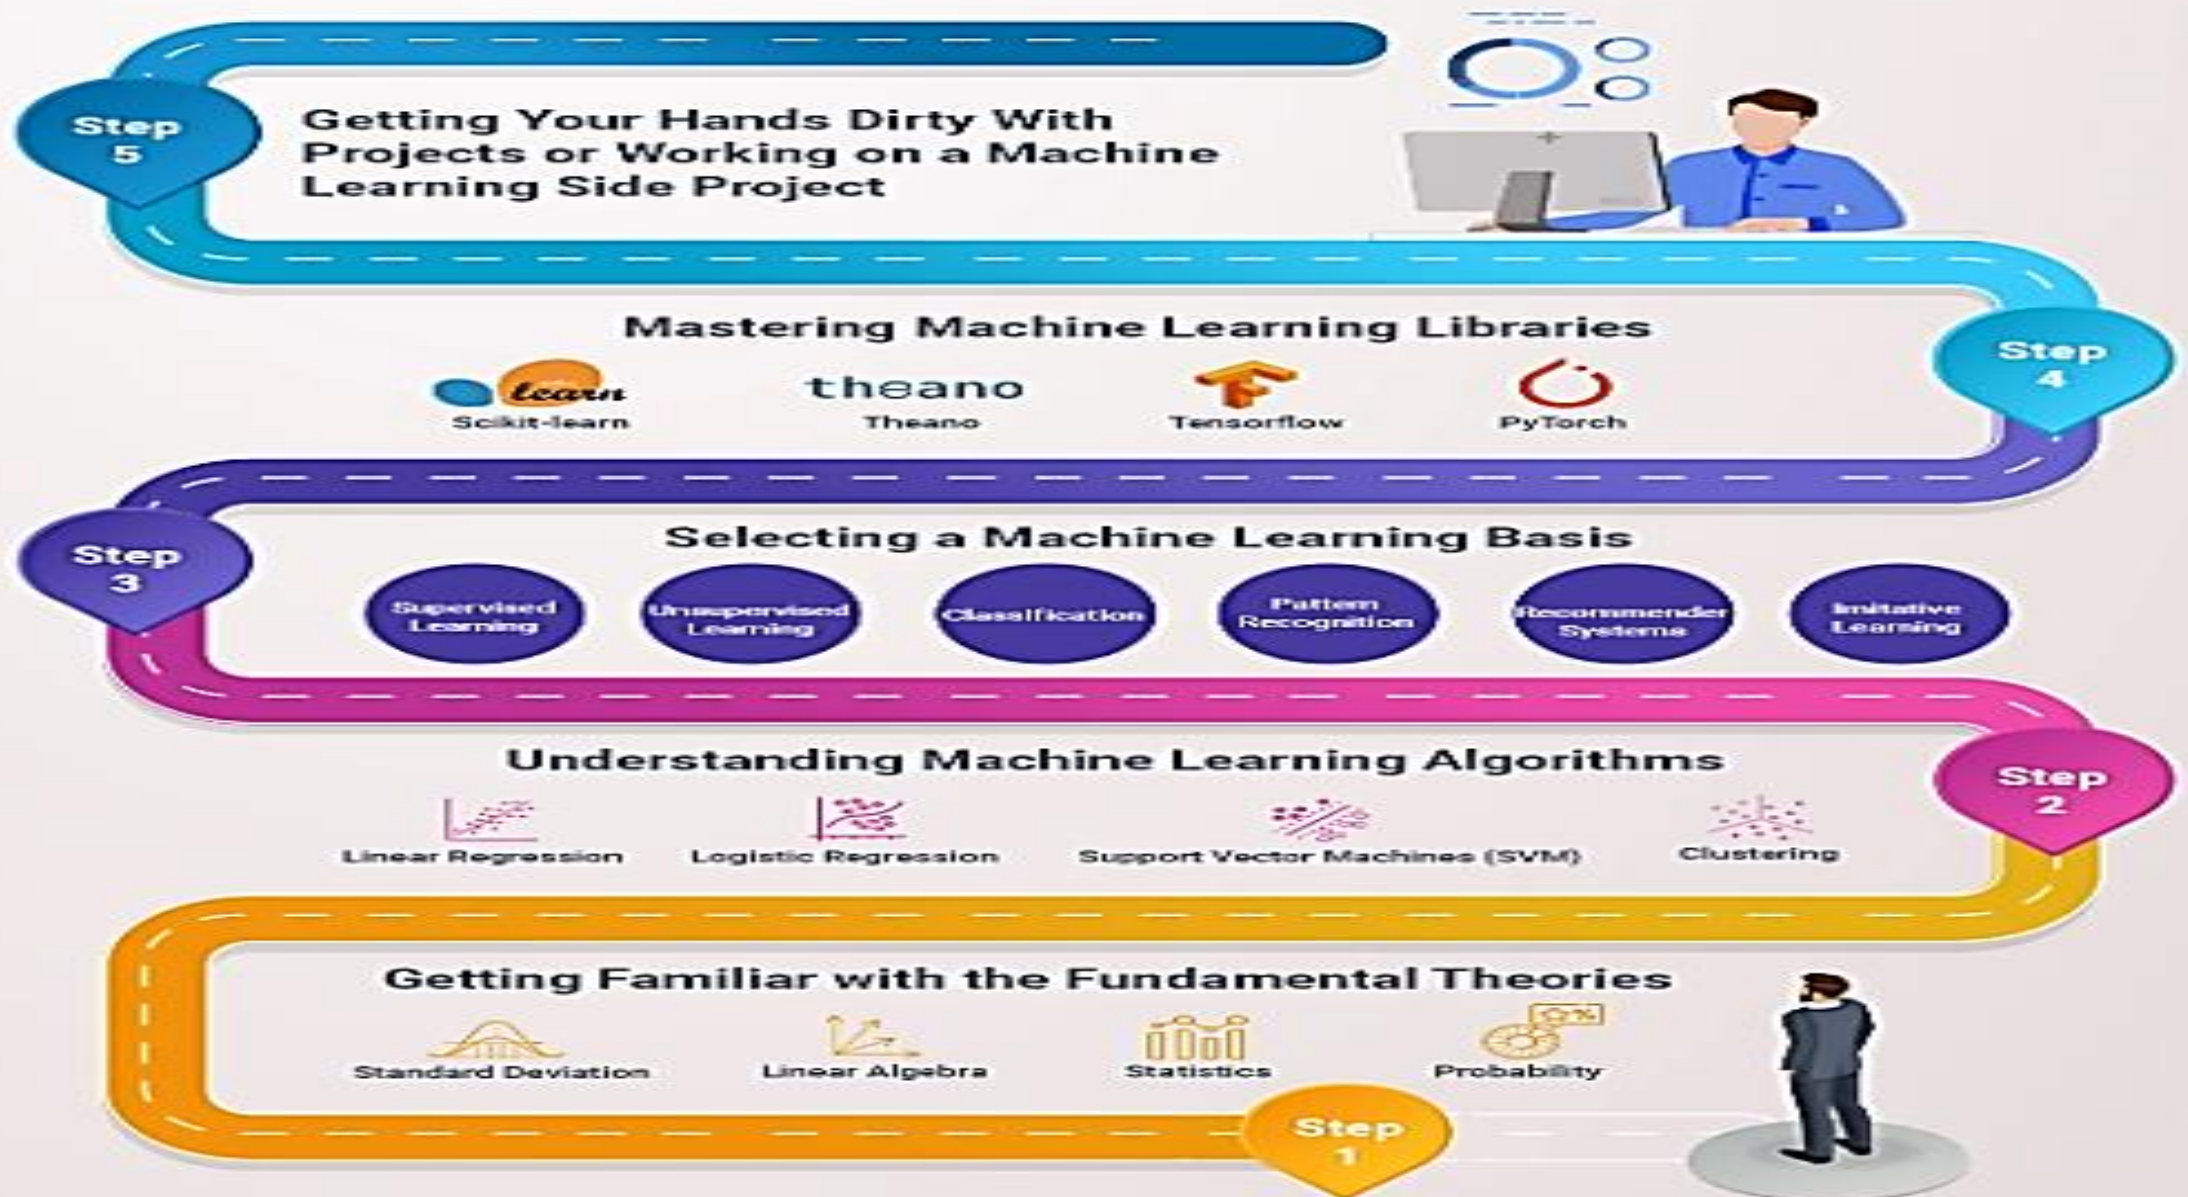 Step
5
Getting Your Hands Dirty With
Projects or Working on a Machine
Learning Side Project
Mastering Machine Learning Libraries
Step
4
learn
theano
Scikit-learn
Theano
Tensorflow
PyTorch
Selecting a Machine Learning Basis
Step
3
Supervised
Learning
Unsupervised
Learning
Classification
Pattern
Recognition
Recommender
Systems
Imitative
Learning
Understanding Machine Learning Algorithms
Step
2
Linear Regression
Logistic Regression
Support Vector Machines (SVM)
Clustering
Getting Familiar with the Fundamental Theories
%
Standard Deviation
Linear Algebra
Statistics
Probability
Step
1